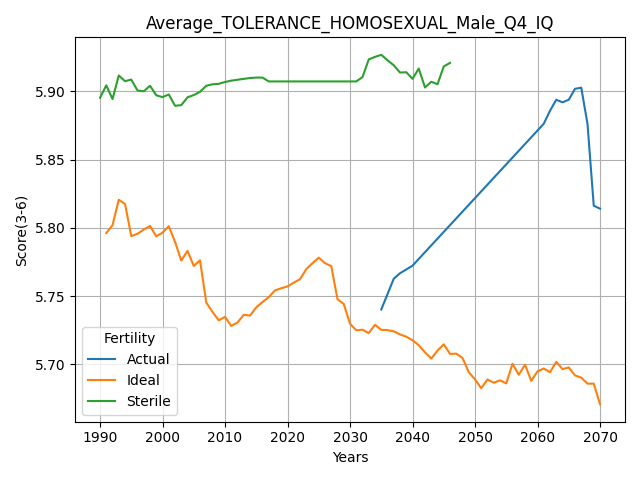 Average_TOLERANCE_HOMOSEXUAL_Male_Q4_IQ
Score(3-6)
5.90
5.85
5.80
5.75
5.70
Fertility
Actual
Ideal
Sterile
1990 2000 2010 2020 2030 2040 2050 2060 2070
Years